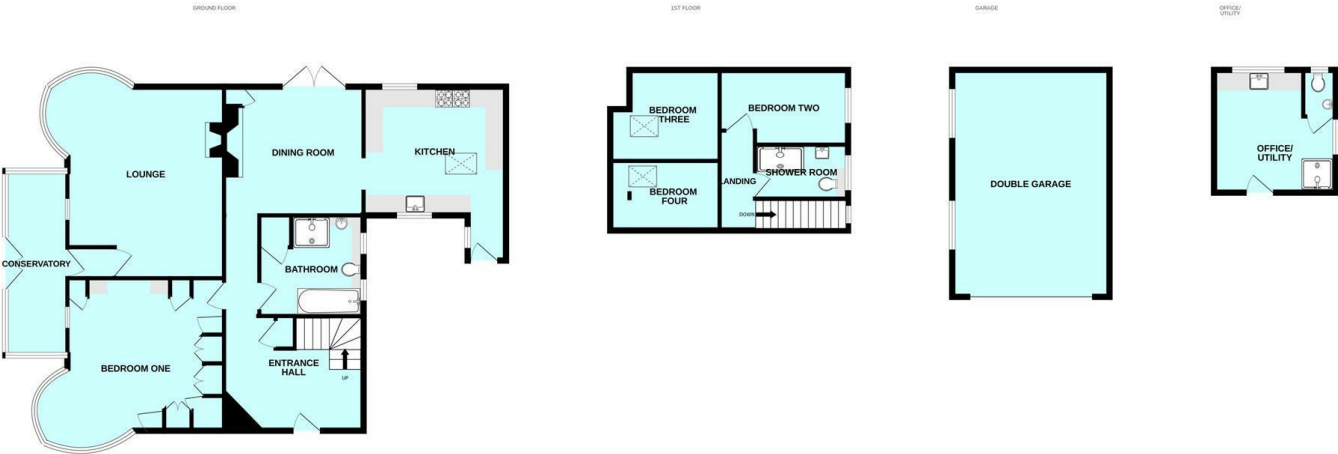 GROUND FLOOR
LOUNGE
DINING ROOM
KITCHEN
CONSERVATORY
BATHROOM
BEDROOM ONE
ENTRANCE
HALL
UP
1ST FLOOR
BEDROOM
THREE
BEDROOM TWO
BEDROOM
FOUR
LANDING
SHOWER ROOM
DOWN
GARAGE
DOUBLE GARAGE
OFFICE/
UTILITY
OFFICE/
UTILITY